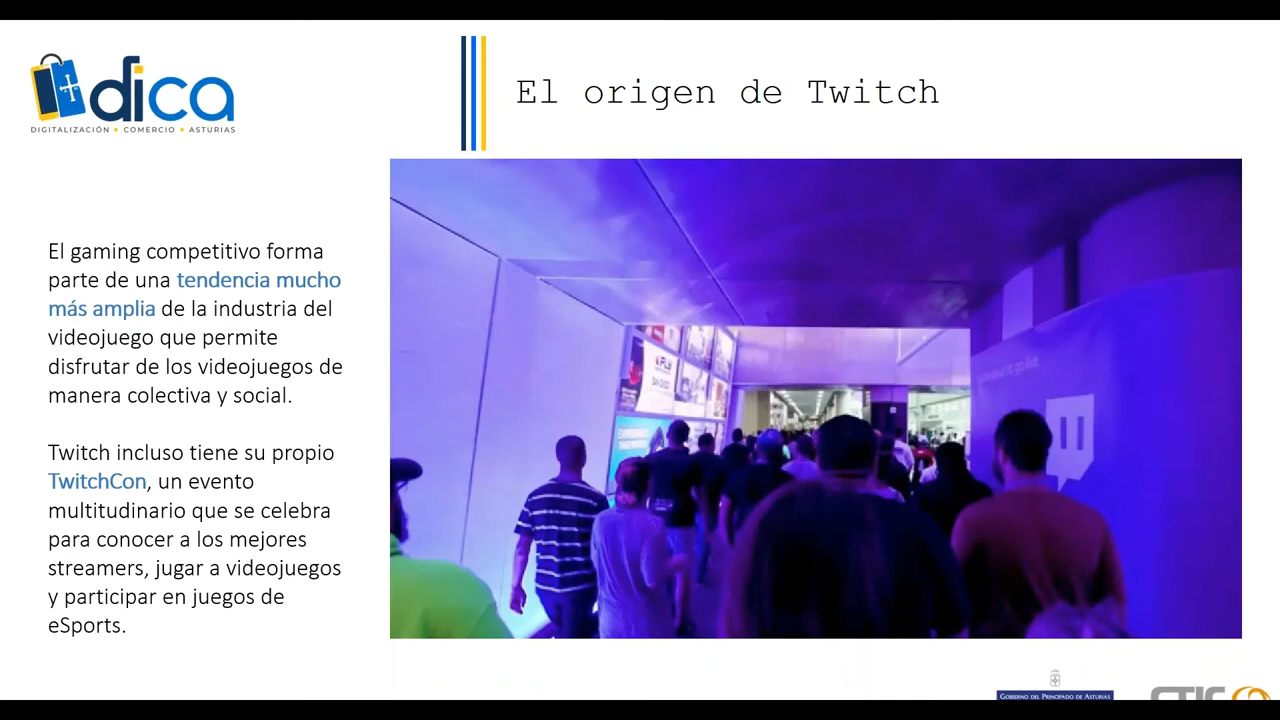 dica
DIGITALIZACIÓN • COMERCIO • ASTURIAS
El origen de Twitch
El gaming competitivo forma
parte de una tendencia mucho
más amplia de la industria del
videojuego que permite
disfrutar de los videojuegos de
manera colectiva y social.
Twitch incluso tiene su propio
TwitchCon, un evento
multitudinario que se celebra
para conocer a los mejores
streamers, jugar a videojuegos
y participar en juegos de
eSports.
GOBIERNO DEL PRINCIPADO DE ASTURIAS